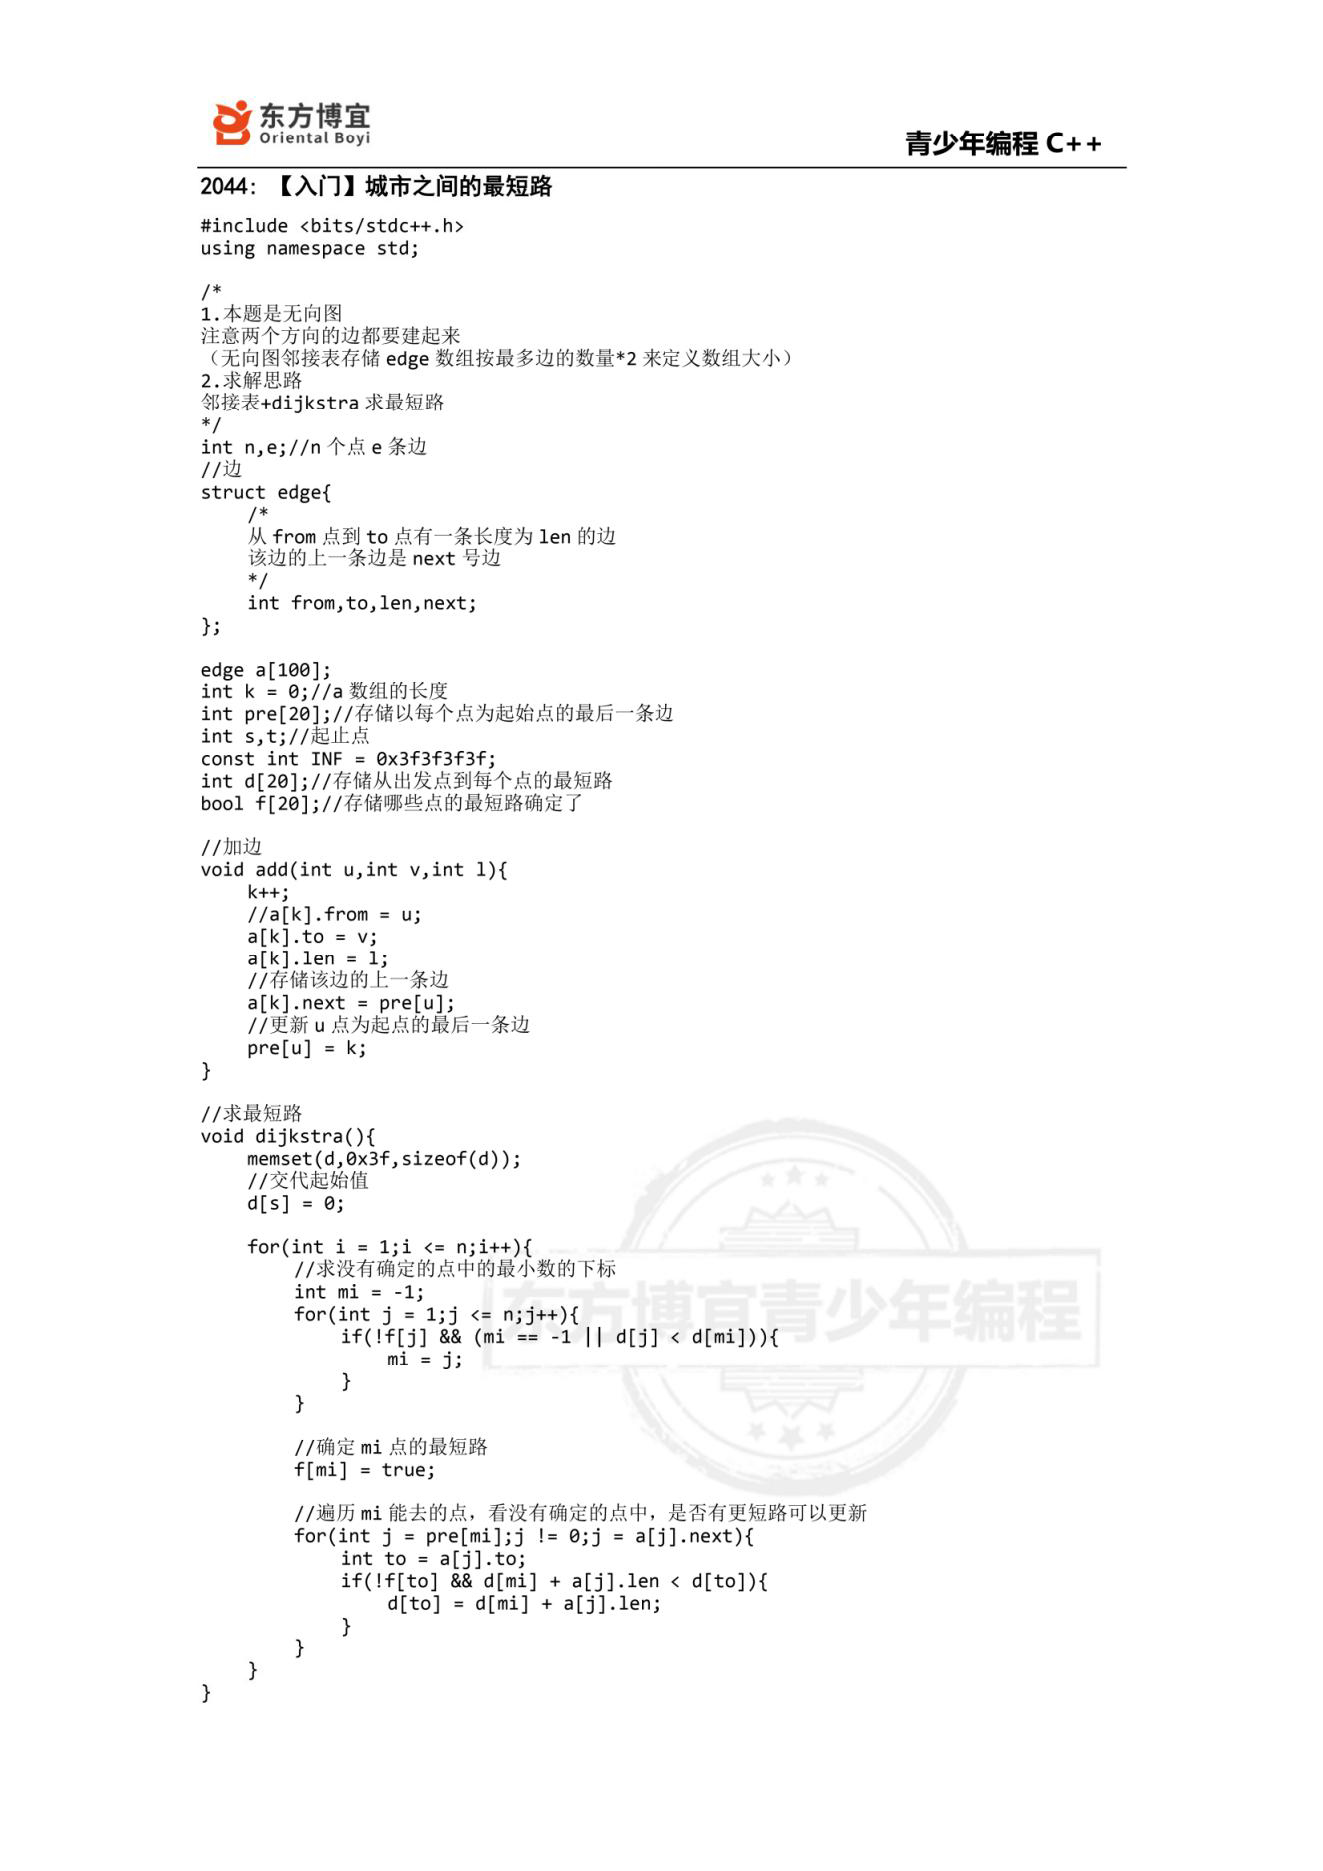 东方博宜
Oriental Boyi
青少年编程 C++
2044: 【入门】城市之间的最短路
#include <bits/stdc++.h>
using namespace std;
/*
1.本题是无向图
注意两个方向的边都要建起来
（无向图邻接表存储 edge 数组按最多边的数量*2 来定义数组大小）
2.求解思路
邻接表+dijkstra 求最短路
*/
int n,e;//n 个点 e 条边
//边
struct edge{
    /*
    从 from 点到 to 点有一条长度为 len 的边
    该边的上一条边是 next 号边
    */
    int from,to,len,next;
};
edge a[100];
int k = 0;//a 数组的长度
int pre[20];//存储以每个点为起始点的最后一条边
int s,t;//起止点
const int INF = 0x3f3f3f3f;
int d[20];//存储从出发点到每个点的最短路
bool f[20];//存储哪些点的最短路确定了
//加边
void add(int u,int v,int l){
    k++;
    //a[k].from = u;
    a[k].to = v;
    a[k].len = l;
    //存储该边的上一条边
    a[k].next = pre[u];
    //更新 u 点为起点的最后一条边
    pre[u] = k;
}
//求最短路
void dijkstra(){
    memset(d,0x3f,sizeof(d));
    //交代起始值
    d[s] = 0;
    for(int i = 1;i <= n;i++){
        //求没有确定的点中的最小数的下标
        int mi = -1;
        for(int j = 1;j <= n;j++){
            if(!f[j] && (mi == -1 || d[j] < d[mi])){
                mi = j;
            }
        }
        //确定 mi 点的最短路
        f[mi] = true;
        //遍历 mi 能去的点，看没有确定的点中，是否有更短路可以更新
        for(int j = pre[mi];j != 0;j = a[j].next){
            int to = a[j].to;
            if(!f[to] && d[mi] + a[j].len < d[to]){
                d[to] = d[mi] + a[j].len;
            }
        }
    }
}
东方博宜青少年编程